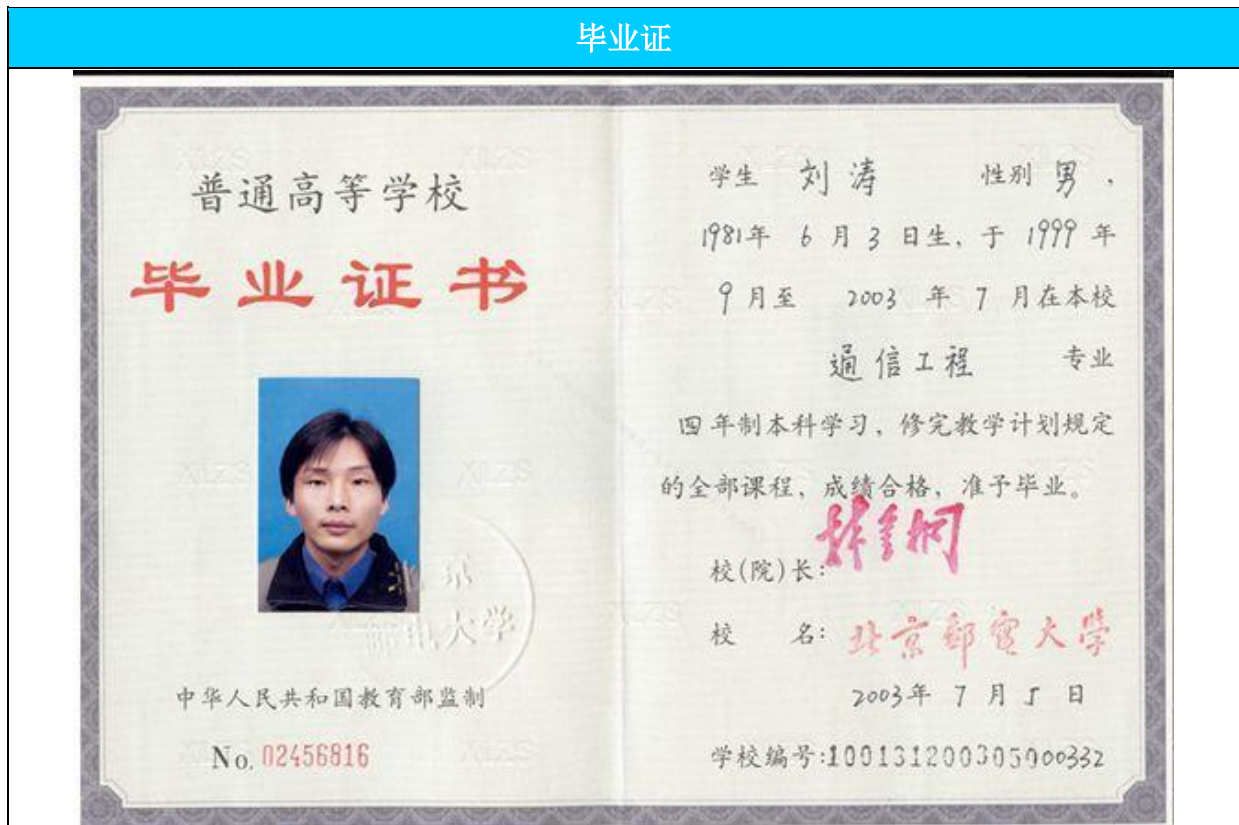 毕业证
普通高等学校
毕业证书
北京
邮电大学
中华人民共和国教育部监制
No. 02456816
学生 刘涛 性别 男 .
1981年 6 月 3 日生, 于 1999 年
9 月至 2003 年 7 月在本校
通信工程 专业
四 年制本科学习, 修完教学计划规定
的全部课程, 成绩合格, 准予毕业。
校(院)长:
校 名: 北京邮電大學
2003年 7 月 5 日
学校编号:100131200305000332